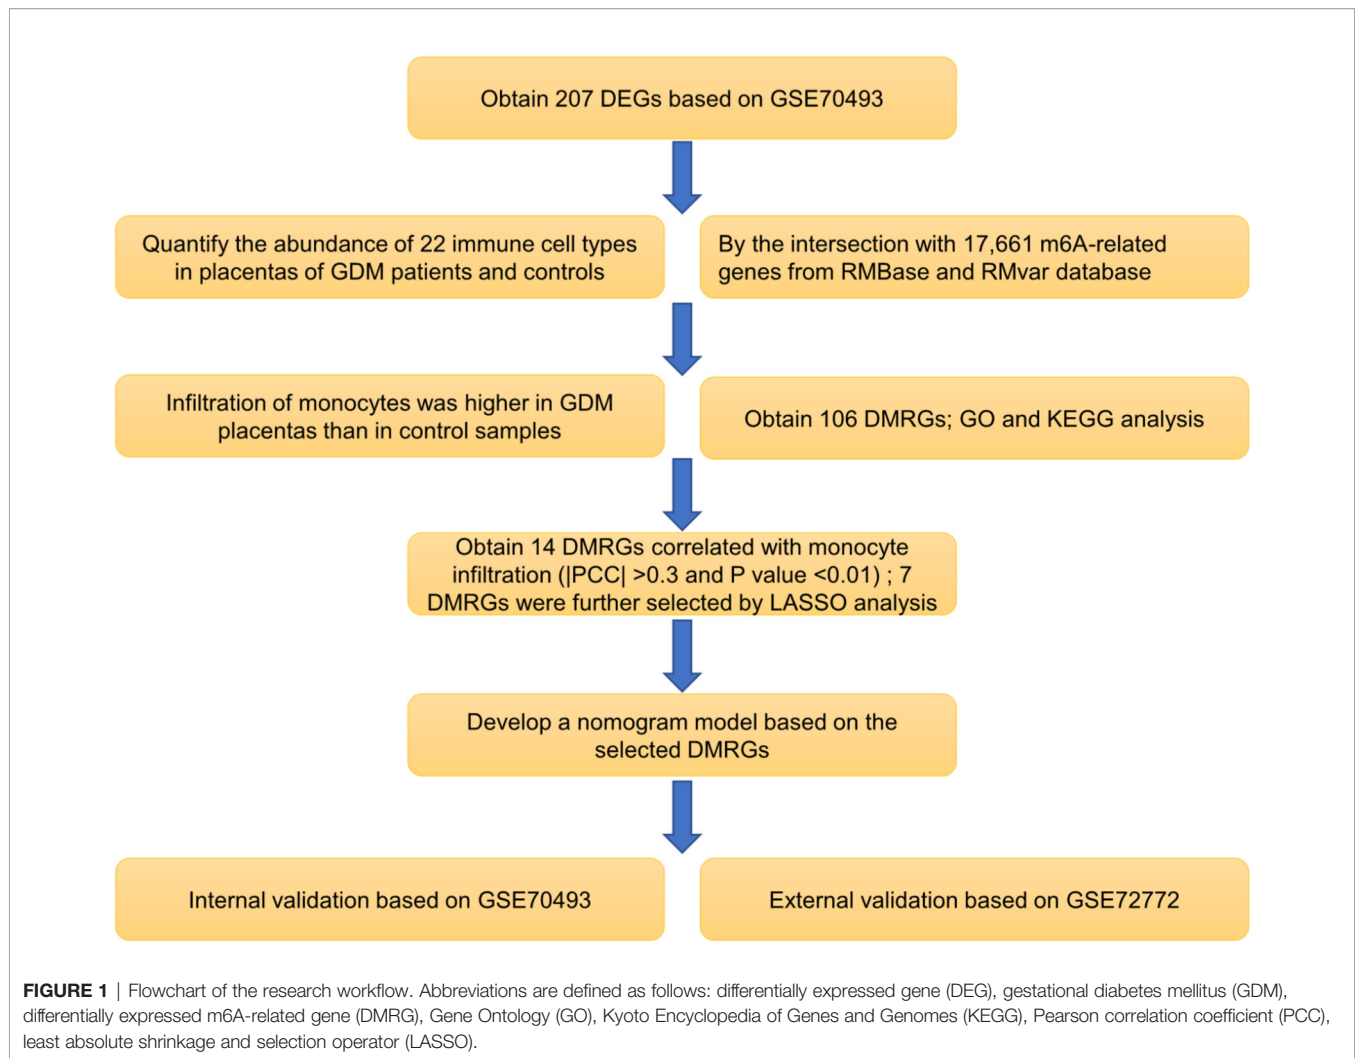 Obtain 207 DEGs based on GSE70493
Quantify the abundance of 22 immune cell types
in placentas of GDM patients and controls
By the intersection with 17,661 m6A-related
genes from RMBase and RMvar database
Infiltration of monocytes was higher in GDM
placentas than in control samples
Obtain 106 DMRGs; GO and KEGG analysis
Obtain 14 DMRGs correlated with monocyte
infiltration (|PCC| >0.3 and P value <0.01) ; 7
DMRGs were further selected by LASSO analysis
Develop a nomogram model based on the
selected DMRGs
Internal validation based on GSE70493
External validation based on GSE72772
FIGURE 1 | Flowchart of the research workflow. Abbreviations are defined as follows: differentially expressed gene (DEG), gestational diabetes mellitus (GDM),
differentially expressed m6A-related gene (DMRG), Gene Ontology (GO), Kyoto Encyclopedia of Genes and Genomes (KEGG), Pearson correlation coefficient (PCC),
least absolute shrinkage and selection operator (LASSO).